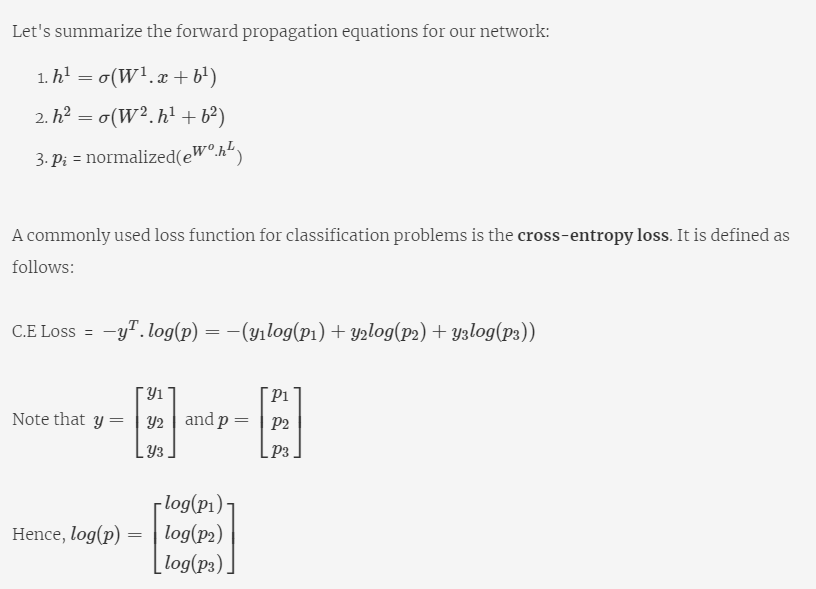 Let's summarize the forward propagation equations for our network:
1. h¹ = σ(W¹.x + b¹)
2. h² = σ(W².h¹ + b²)
3. pᵢ = normalized(e^{Wᵒ.h^L})
A commonly used loss function for classification problems is the cross-entropy loss. It is defined as
follows:
C.E Loss = −yᵀ.log(p) = −(y₁log(p₁) + y₂log(p₂) + y₃log(p₃))
Note that y = [y₁ y₂ y₃] and p = [p₁ p₂ p₃]
Hence, log(p) = [log(p₁) log(p₂) log(p₃)]